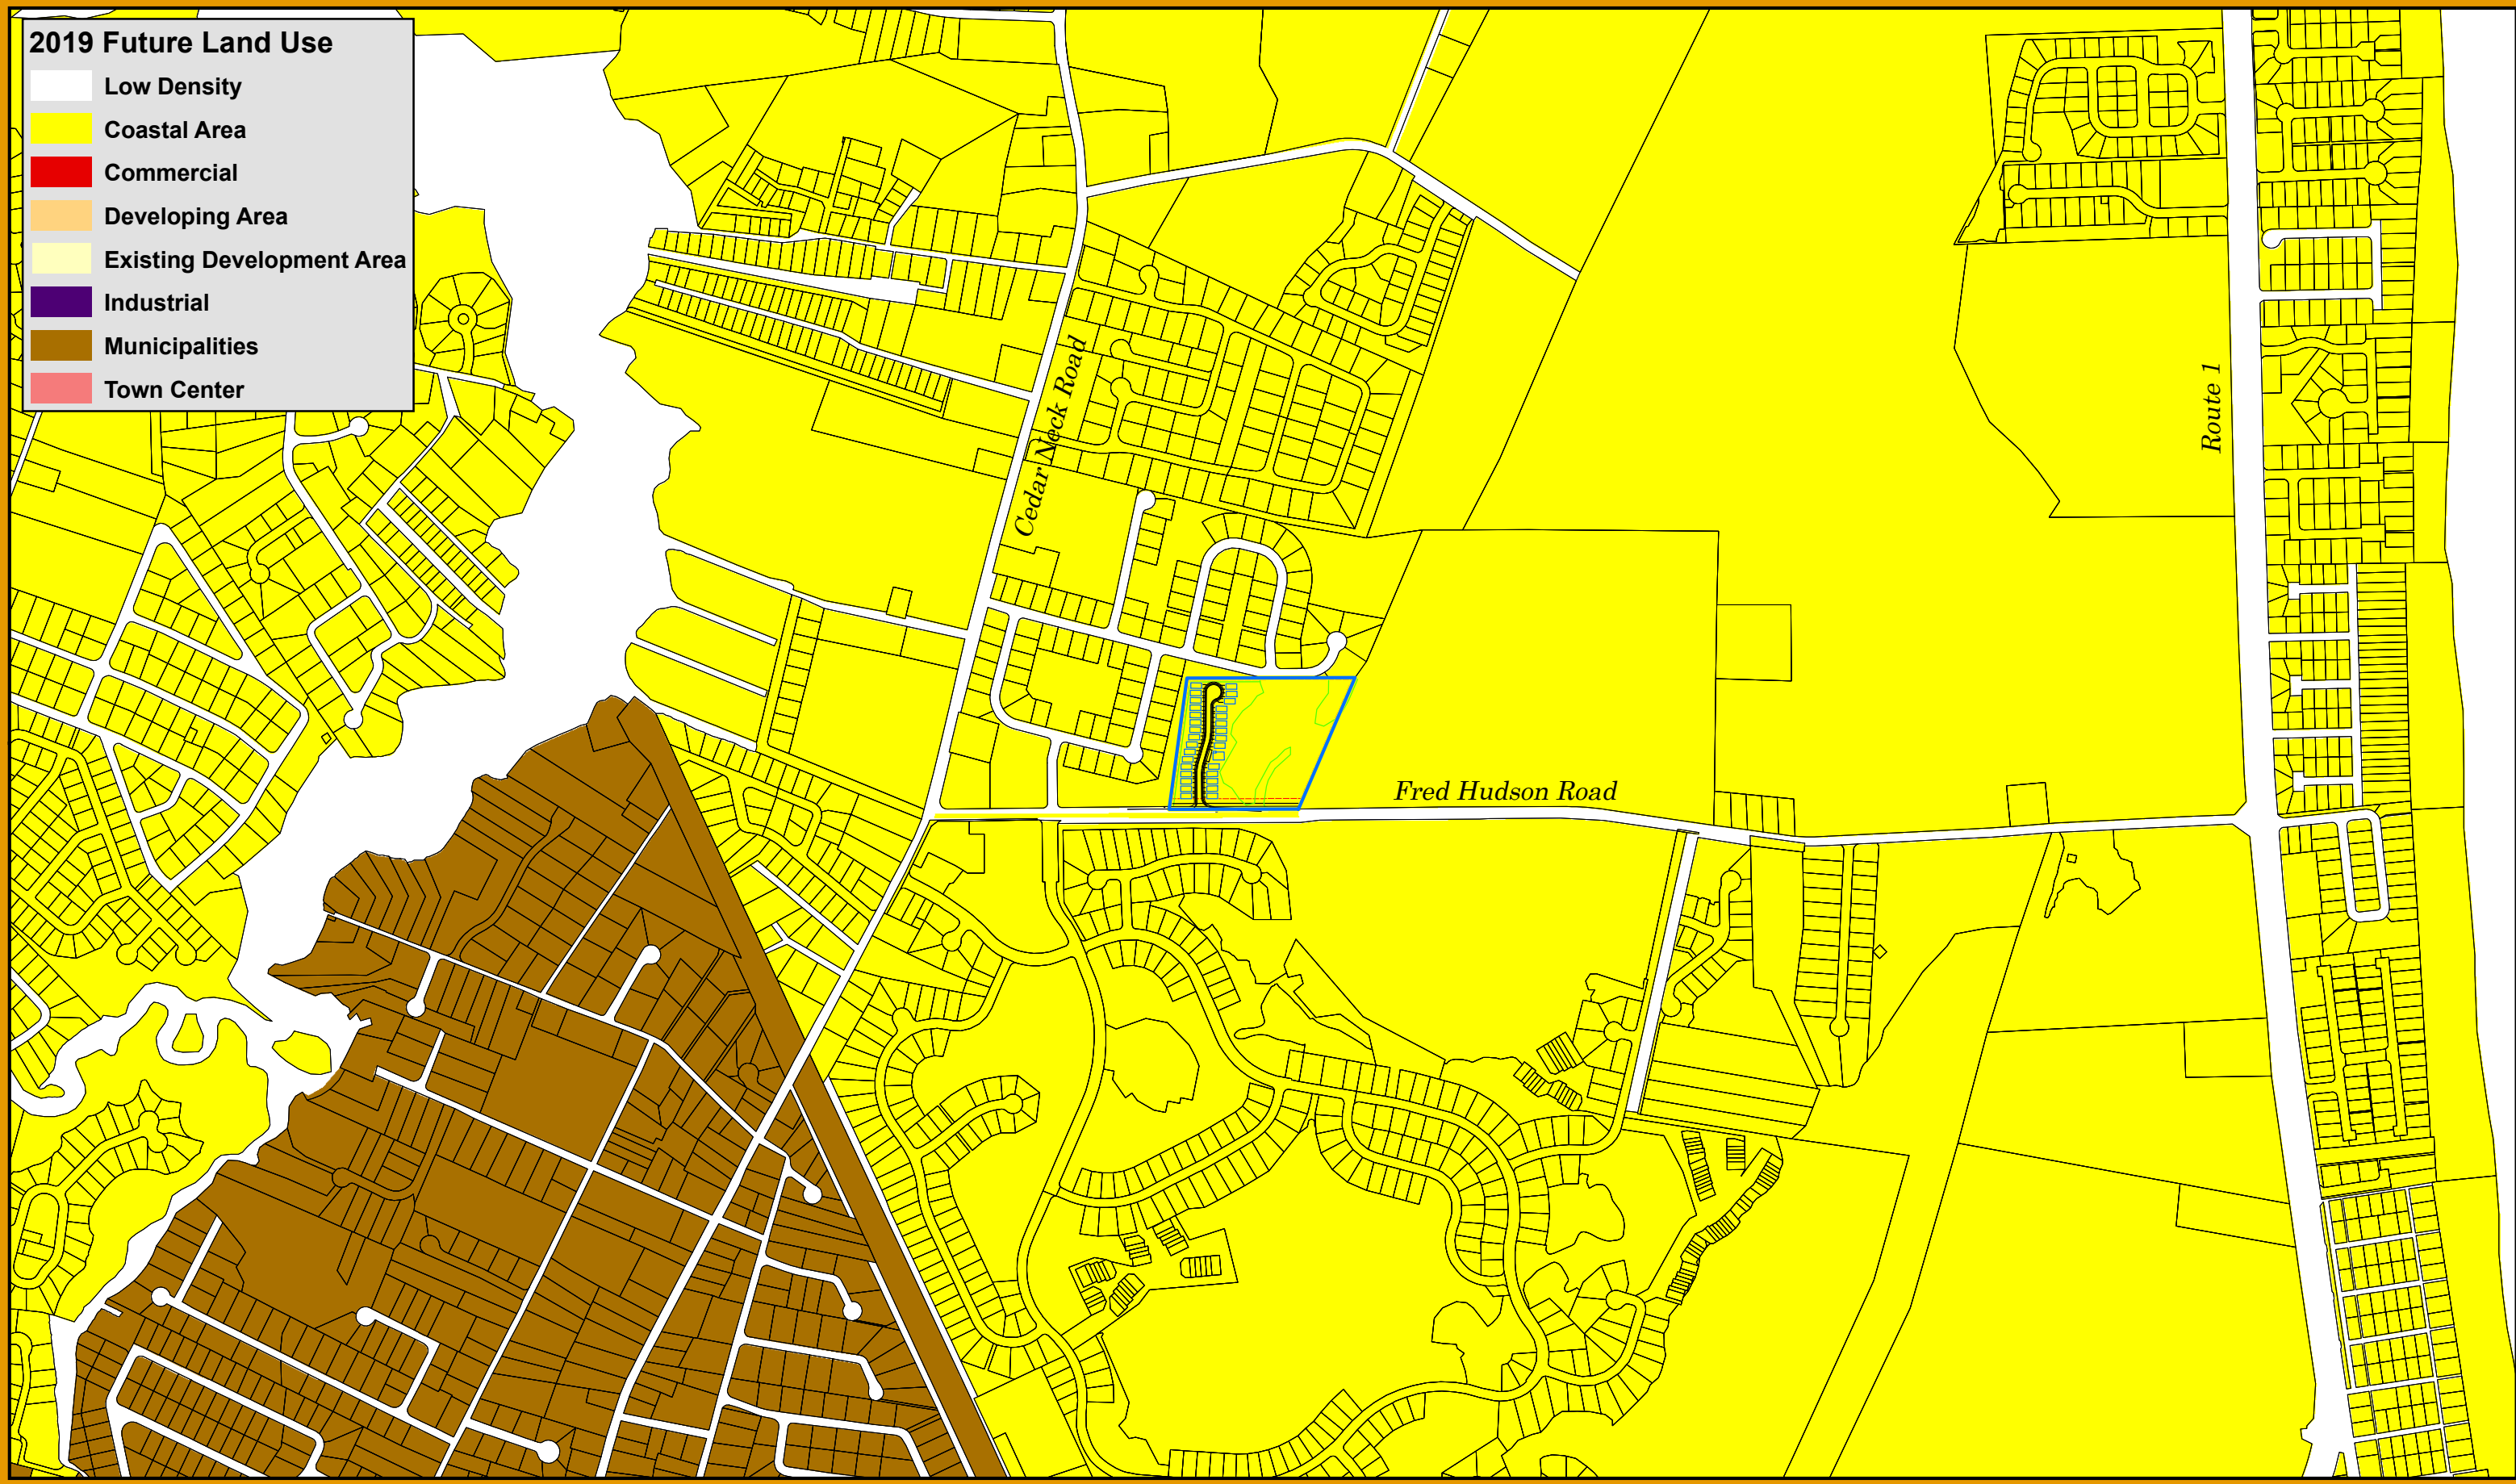 2019 Future Land Use
Low Density
Coastal Area
Commercial
Developing Area
Existing Development Area
Industrial
Municipalities
Town Center
Cedar Neck Road
Route 1
Fred Hudson Road